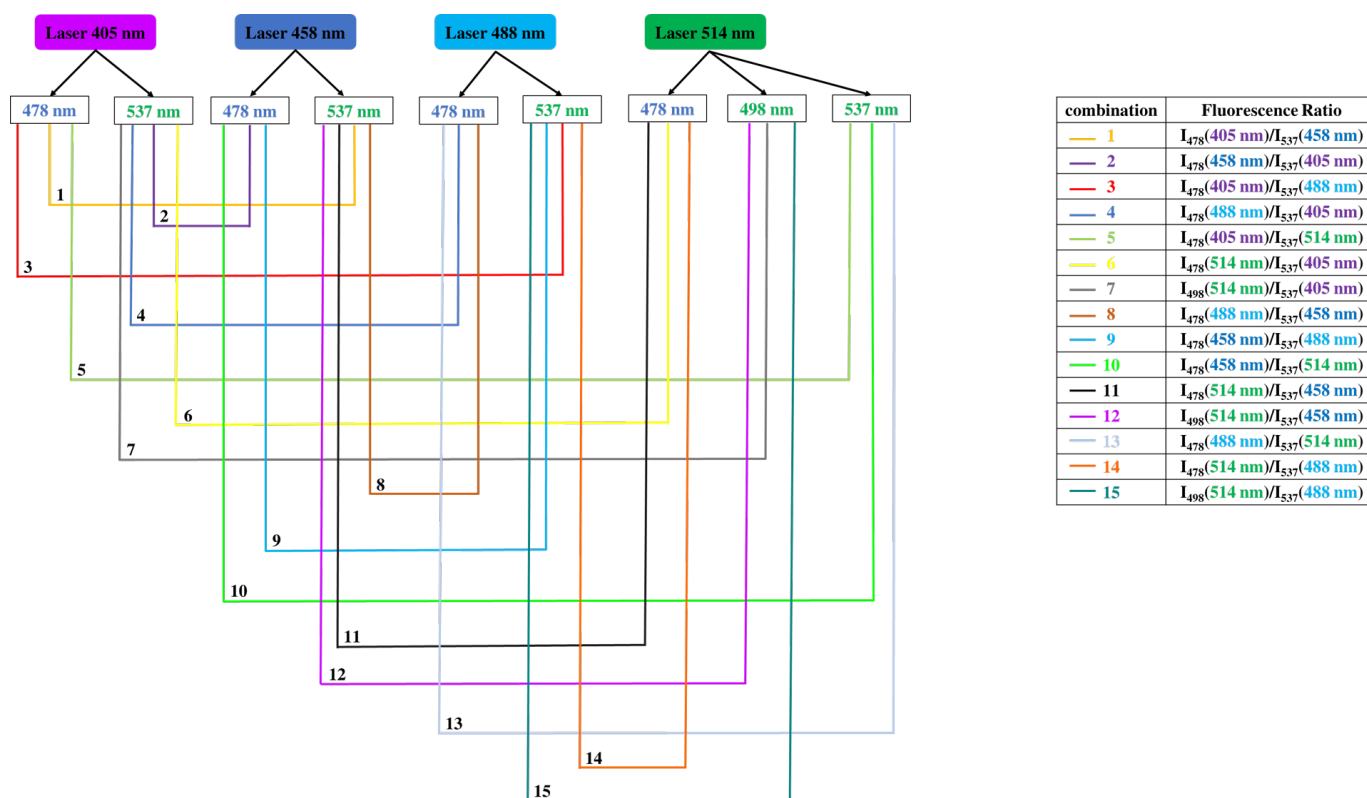 Laser 405 nm
Laser 458 nm
Laser 488 nm
Laser 514 nm
478 nm
537 nm
478 nm
537 nm
478 nm
537 nm
478 nm
498 nm
537 nm
1
2
3
4
5
6
7
8
9
10
11
12
13
14
15
combination Fluorescence Ratio
1 I478(405 nm)/I537(458 nm)
2 I478(458 nm)/I537(405 nm)
3 I478(405 nm)/I537(488 nm)
4 I478(488 nm)/I537(405 nm)
5 I478(405 nm)/I537(514 nm)
6 I478(514 nm)/I537(405 nm)
7 I498(514 nm)/I537(405 nm)
8 I478(488 nm)/I537(458 nm)
9 I478(458 nm)/I537(488 nm)
10 I478(458 nm)/I537(514 nm)
11 I478(514 nm)/I537(458 nm)
12 I498(514 nm)/I537(458 nm)
13 I478(488 nm)/I537(514 nm)
14 I478(514 nm)/I537(488 nm)
15 I498(514 nm)/I537(488 nm)